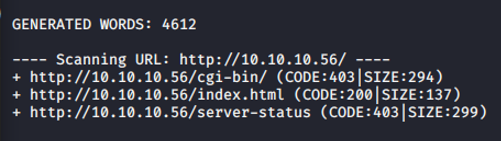 GENERATED WORDS: 4612
---- Scanning URL: http://10.10.10.56/ ----
+ http://10.10.10.56/cgi-bin/ (CODE:403|SIZE:294)
+ http://10.10.10.56/index.html (CODE:200|SIZE:137)
+ http://10.10.10.56/server-status (CODE:403|SIZE:299)